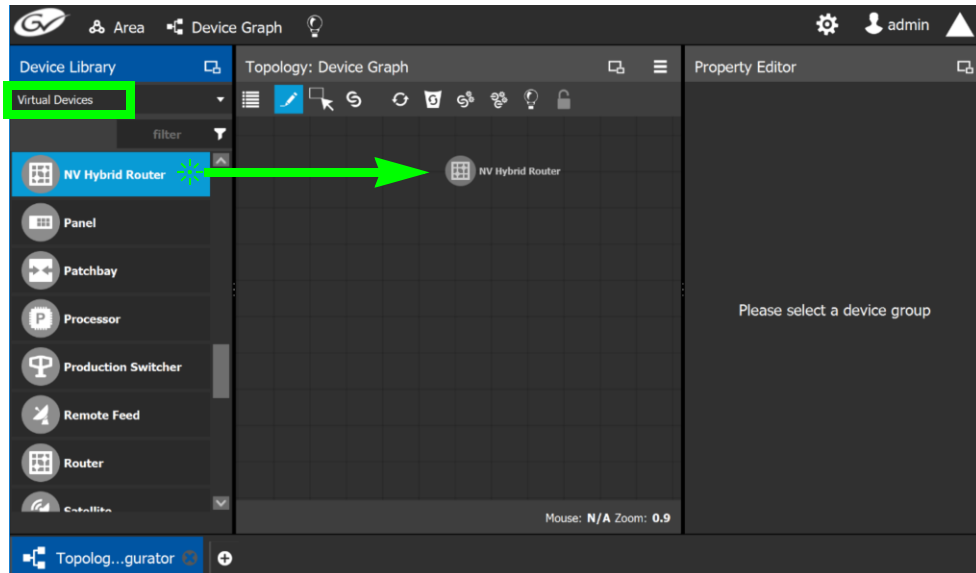 GV Area Device Graph admin
Device Library
Topology: Device Graph
Property Editor
Virtual Devices
filter
NV Hybrid Router
NV Hybrid Router
Panel
Patchbay
P Processor
Please select a device group
Production Switcher
Remote Feed
Router
Satellite
Mouse: N/A Zoom: 0.9
Topolog...gurator